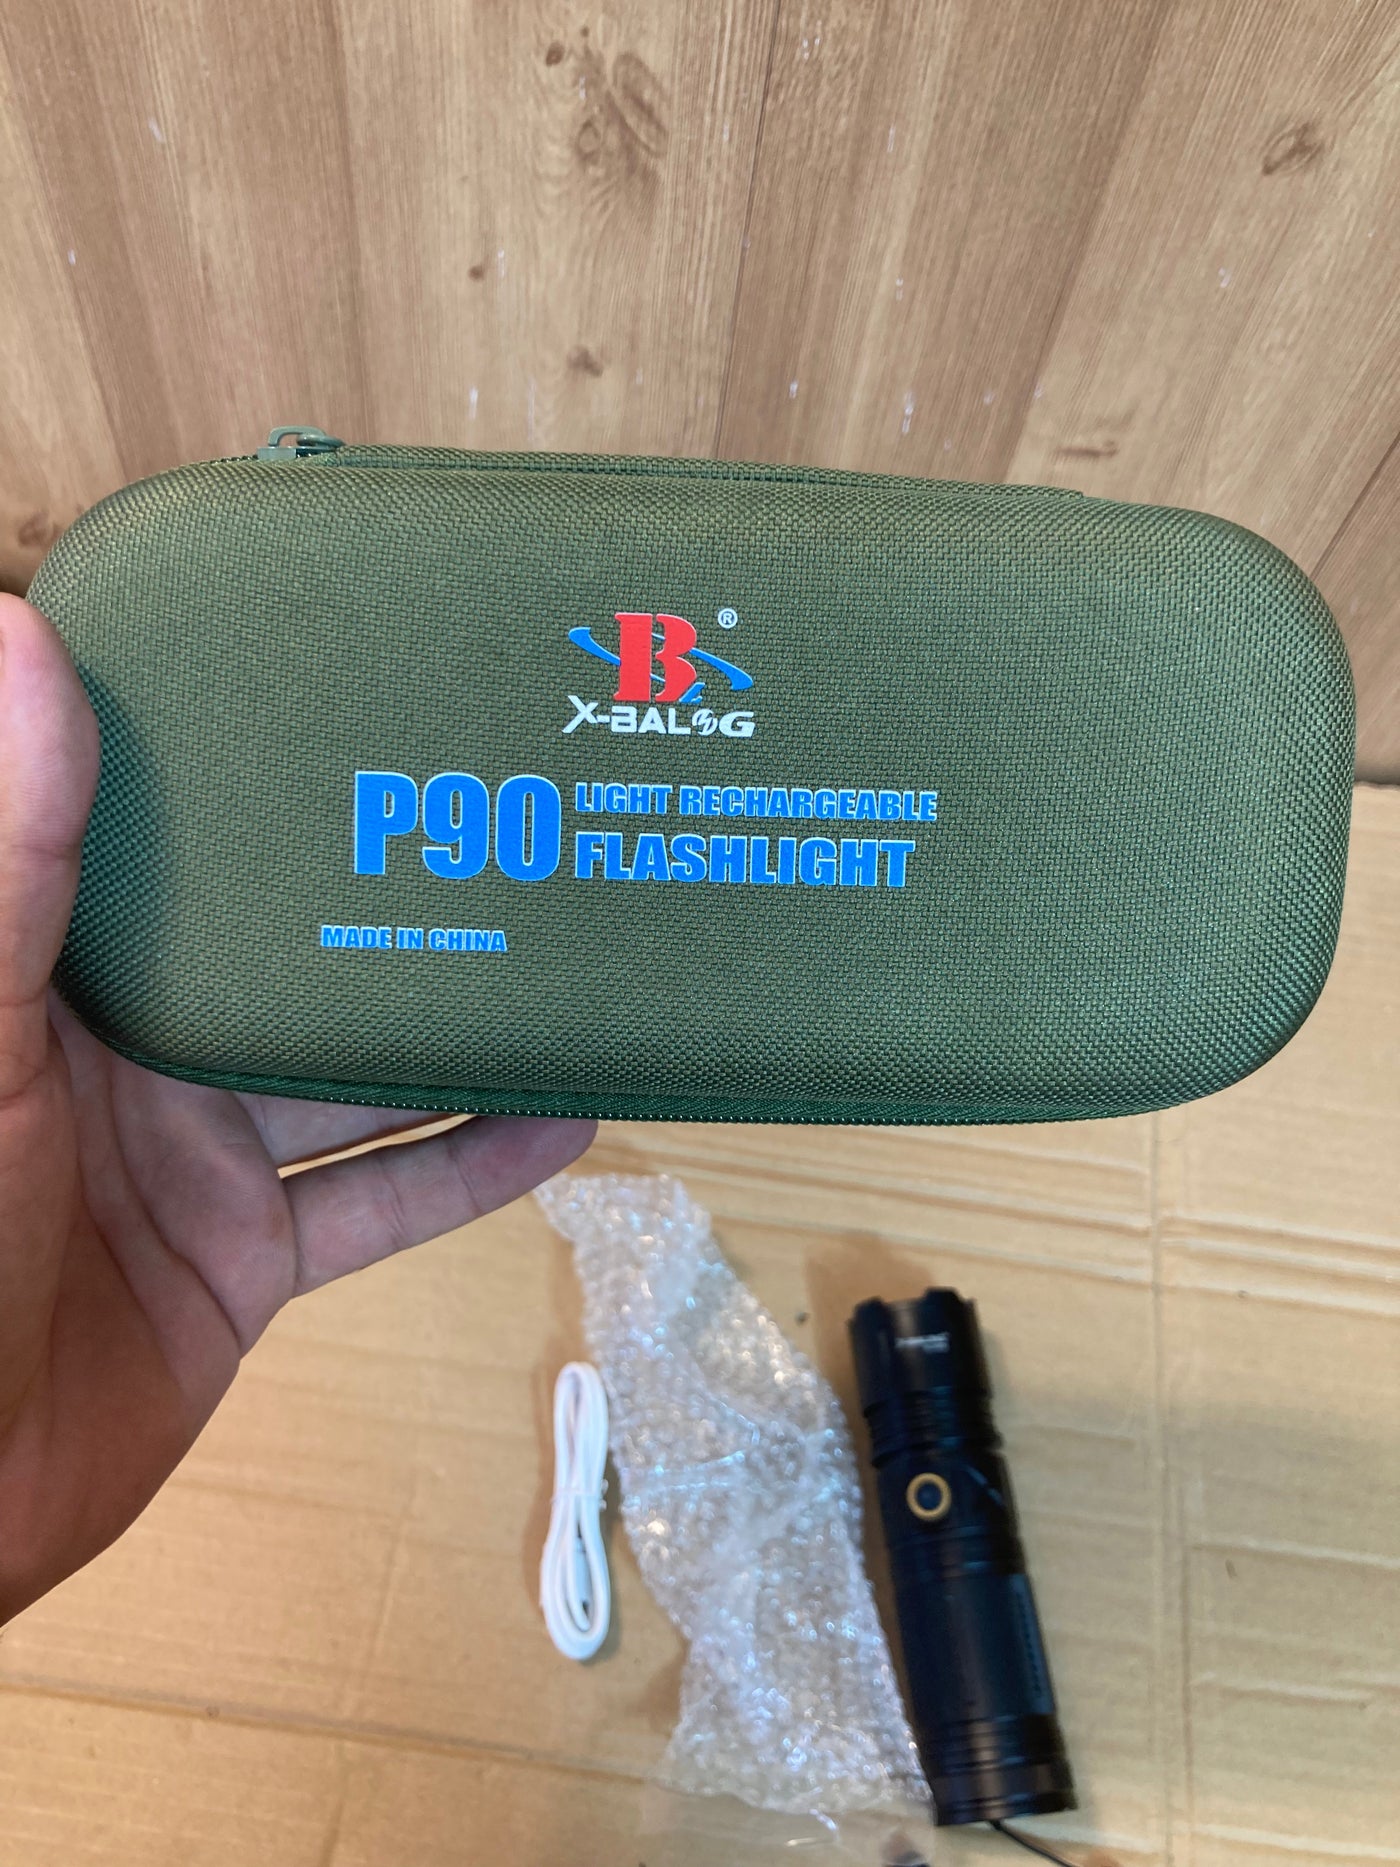 B ®
X-BALOG
P90 LIGHT RECHARGEABLE
FLASHLIGHT
MADE IN CHINA